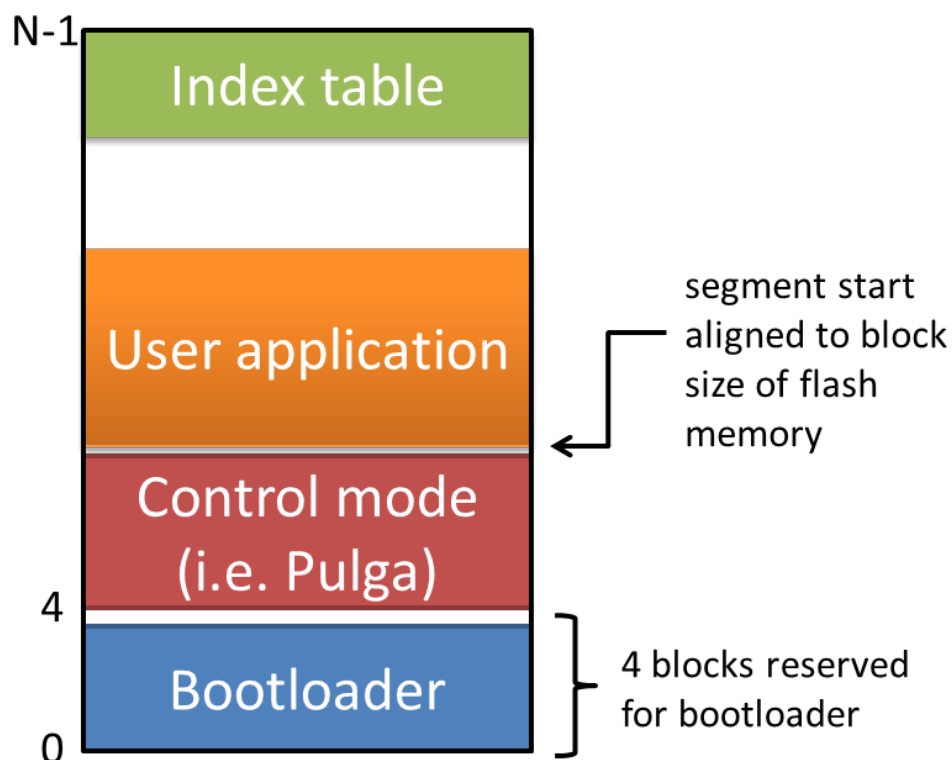 N-1
Index table
User application
segment start
aligned to block
size of flash
memory
Control mode
(i.e. Pulga)
4
Bootloader
4 blocks reserved
for bootloader
0